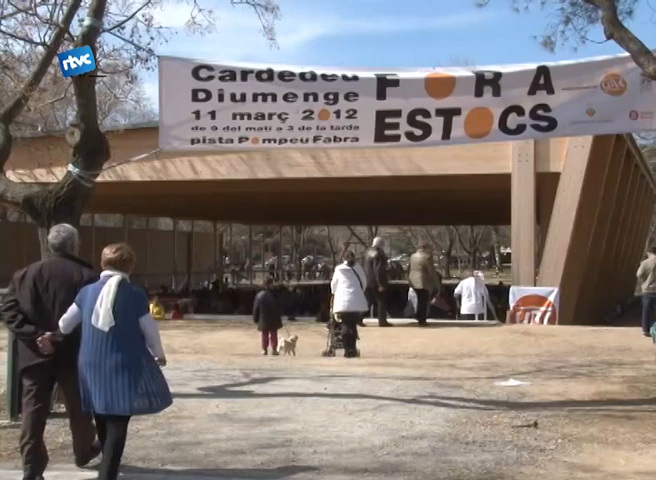 rtvc
Cardedeu
Diumenge
11 març 2012
de 9 del matí a 3 de la tarda
pista Pompeu Fabra
FORA
ESTOCS